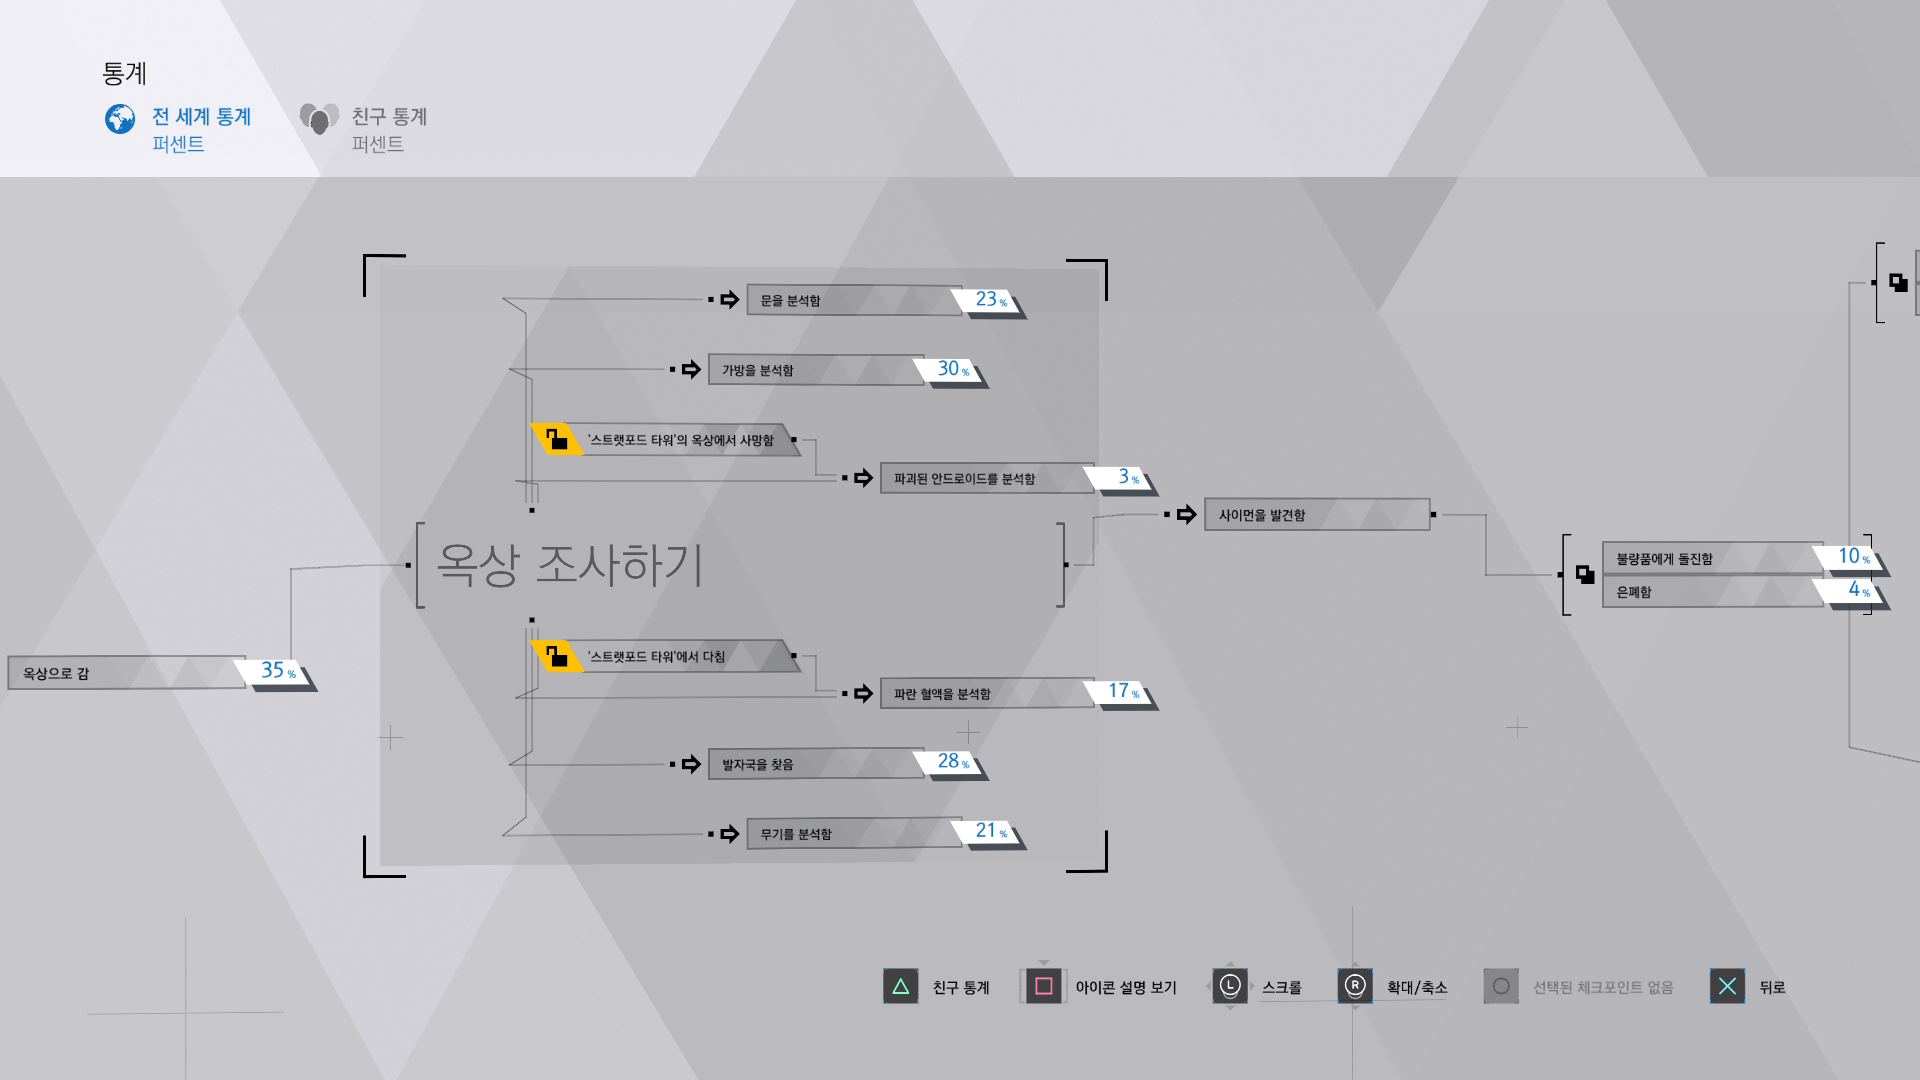 통계
전 세계 통계
퍼센트
친구 통계
퍼센트
문을 분석함 23 %
가방을 분석함 30 %
'스트랫포드 타워'의 옥상에서 사망함
파괴된 안드로이드를 분석함 3 %
사이먼을 발견함
옥상 조사하기
불량품에게 돌진함 10 %
은폐함 4 %
'스트랫포드 타워'에서 다침
옥상으로 감 35 %
파란 혈액을 분석함 17 %
발자국을 찾음 28 %
무기를 분석함 21 %
친구 통계
아이콘 설명 보기
L 스크롤
R 확대/축소
선택된 체크포인트 없음
뒤로